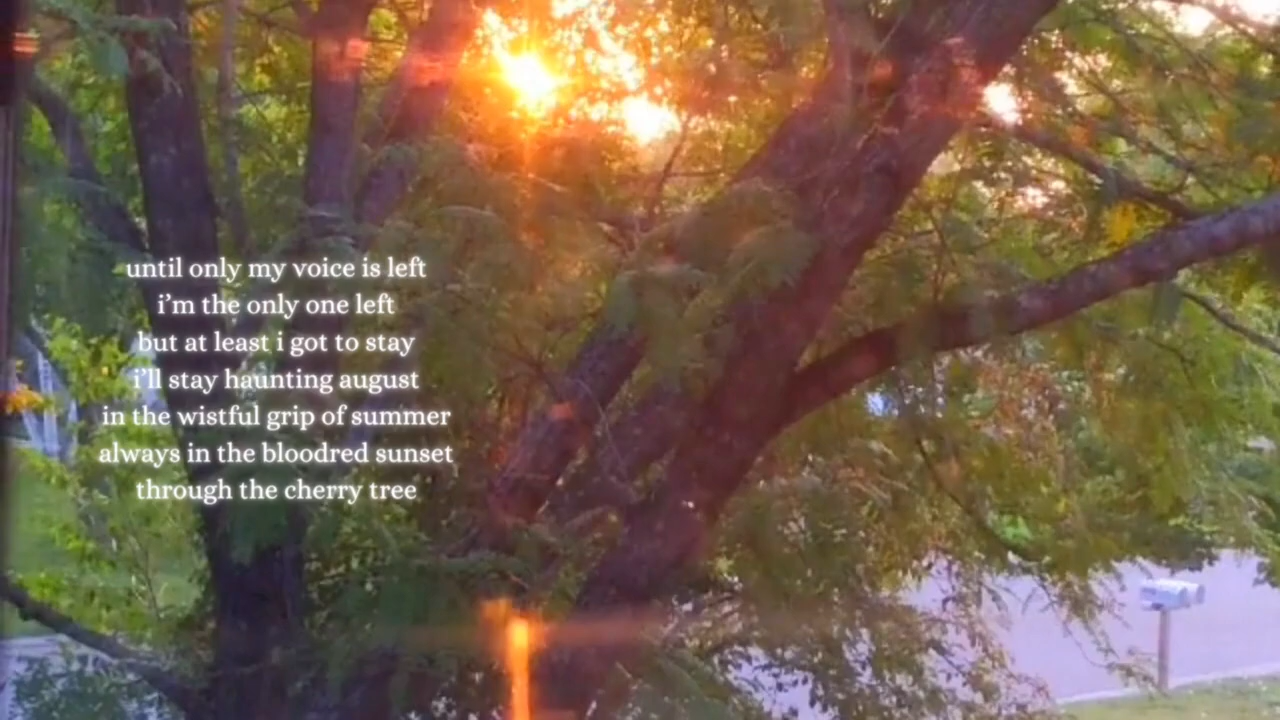 until only my voice is left
i’m the only one left
but at least i got to stay
i’ll stay haunting august
in the wistful grip of summer
always in the bloodred sunset
through the cherry tree